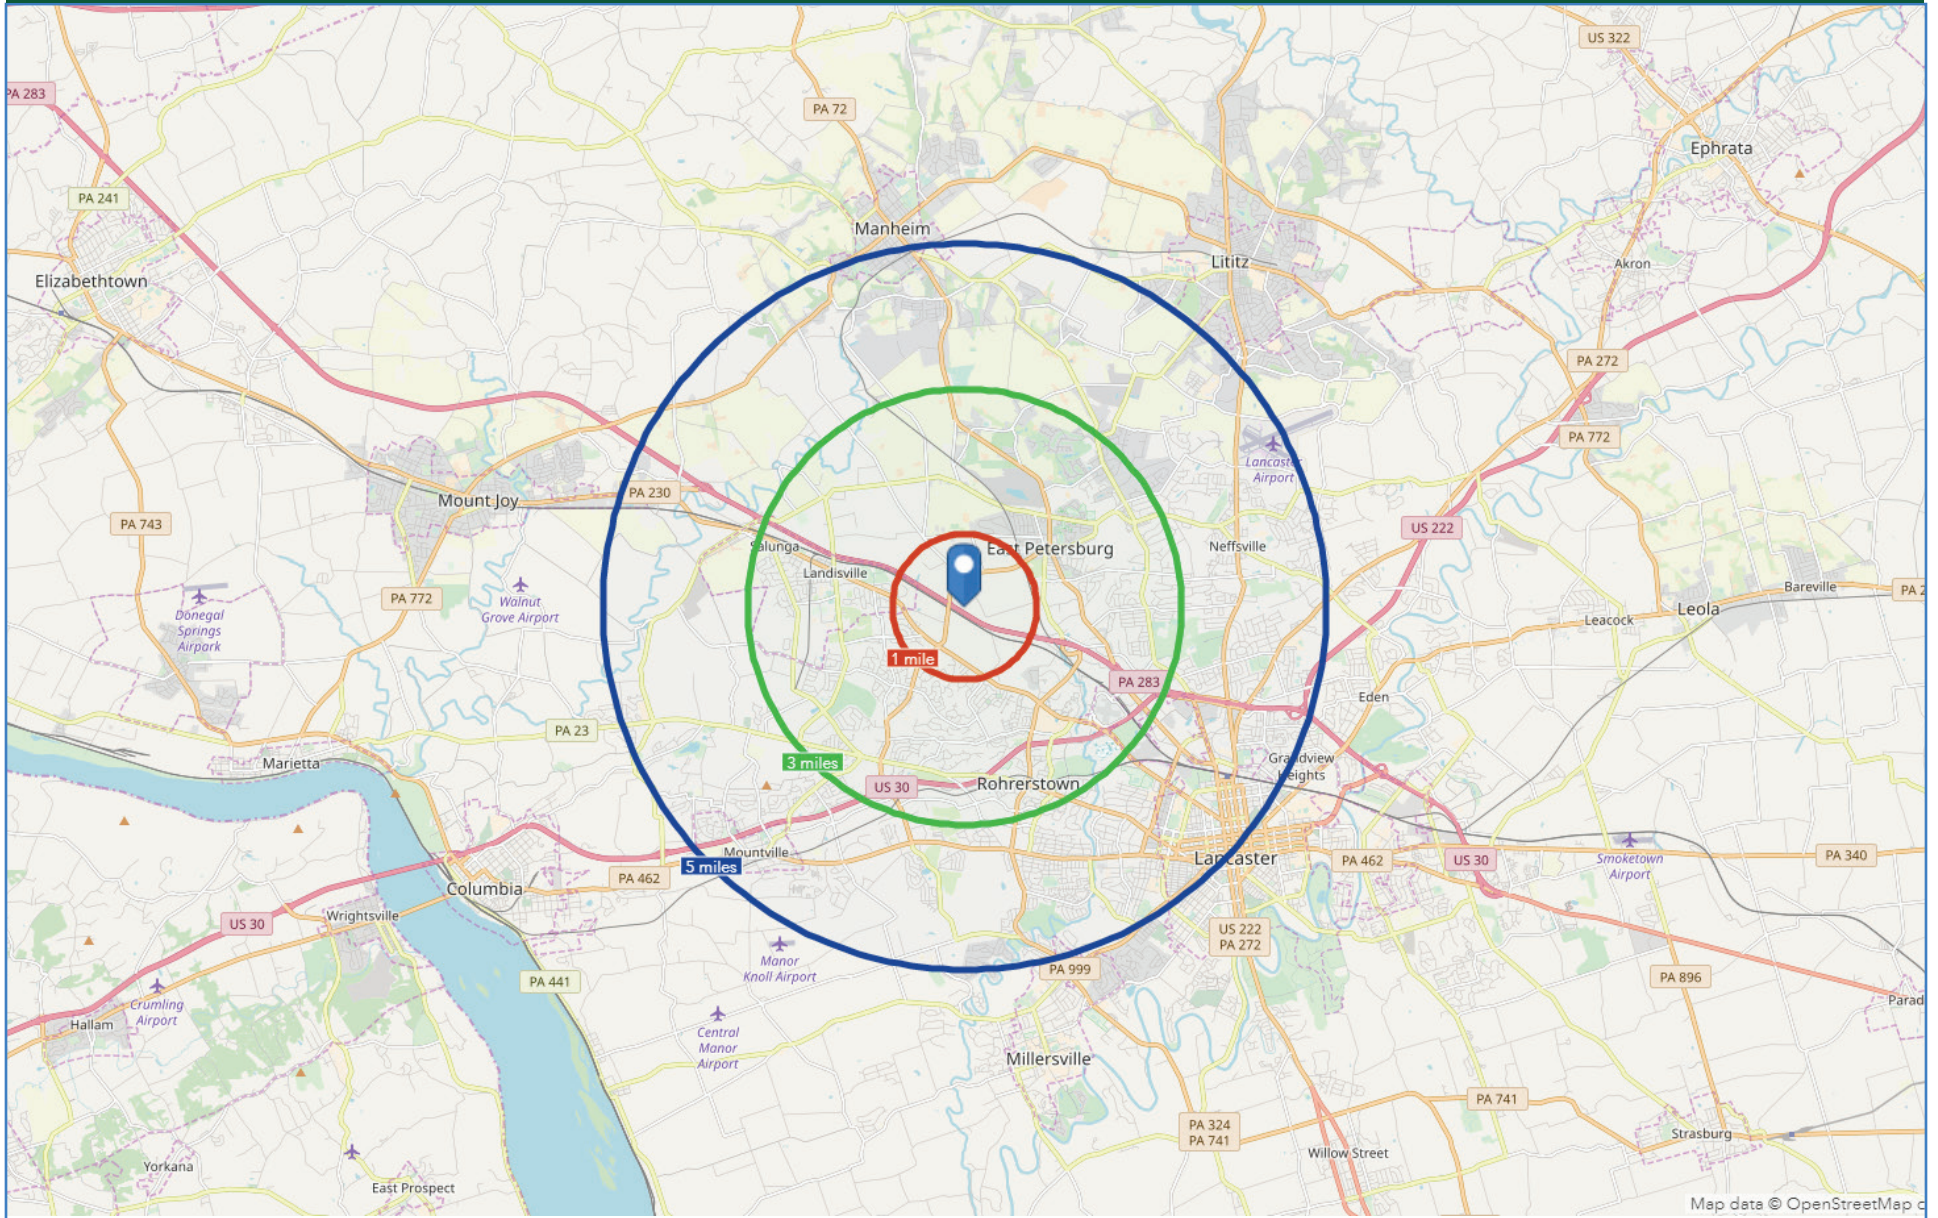 US 322
PA 283
PA 72
Ephrata
PA 241
Manheim
Lititz
Akron
Elizabethtown
PA 272
PA 772
Lancaster
Airport
PA 230
Mount Joy
PA 743
US 222
Salunga
East Petersburg
Neffsville
Landisville
Bareville
PA 2
Donegal
Springs
Airpark
PA 772
Walnut
Grove Airport
Leola
Leacock
1 mile
PA 283
Eden
PA 23
Marietta
3 miles
Grandview
Heights
US 30
Rohrerstown
Mountville
5 miles
Lancaster
PA 462
US 30
Smoketown
Airport
PA 340
PA 462
Columbia
Wrightsville
US 30
US 222
PA 272
Manor
Knoll Airport
PA 999
PA 441
PA 896
Parad
Crumling
Airport
Hallam
Central
Manor
Airport
Millersville
PA 741
PA 324
PA 741
Strasburg
Willow Street
Yorkana
East Prospect
Map data © OpenStreetMap c